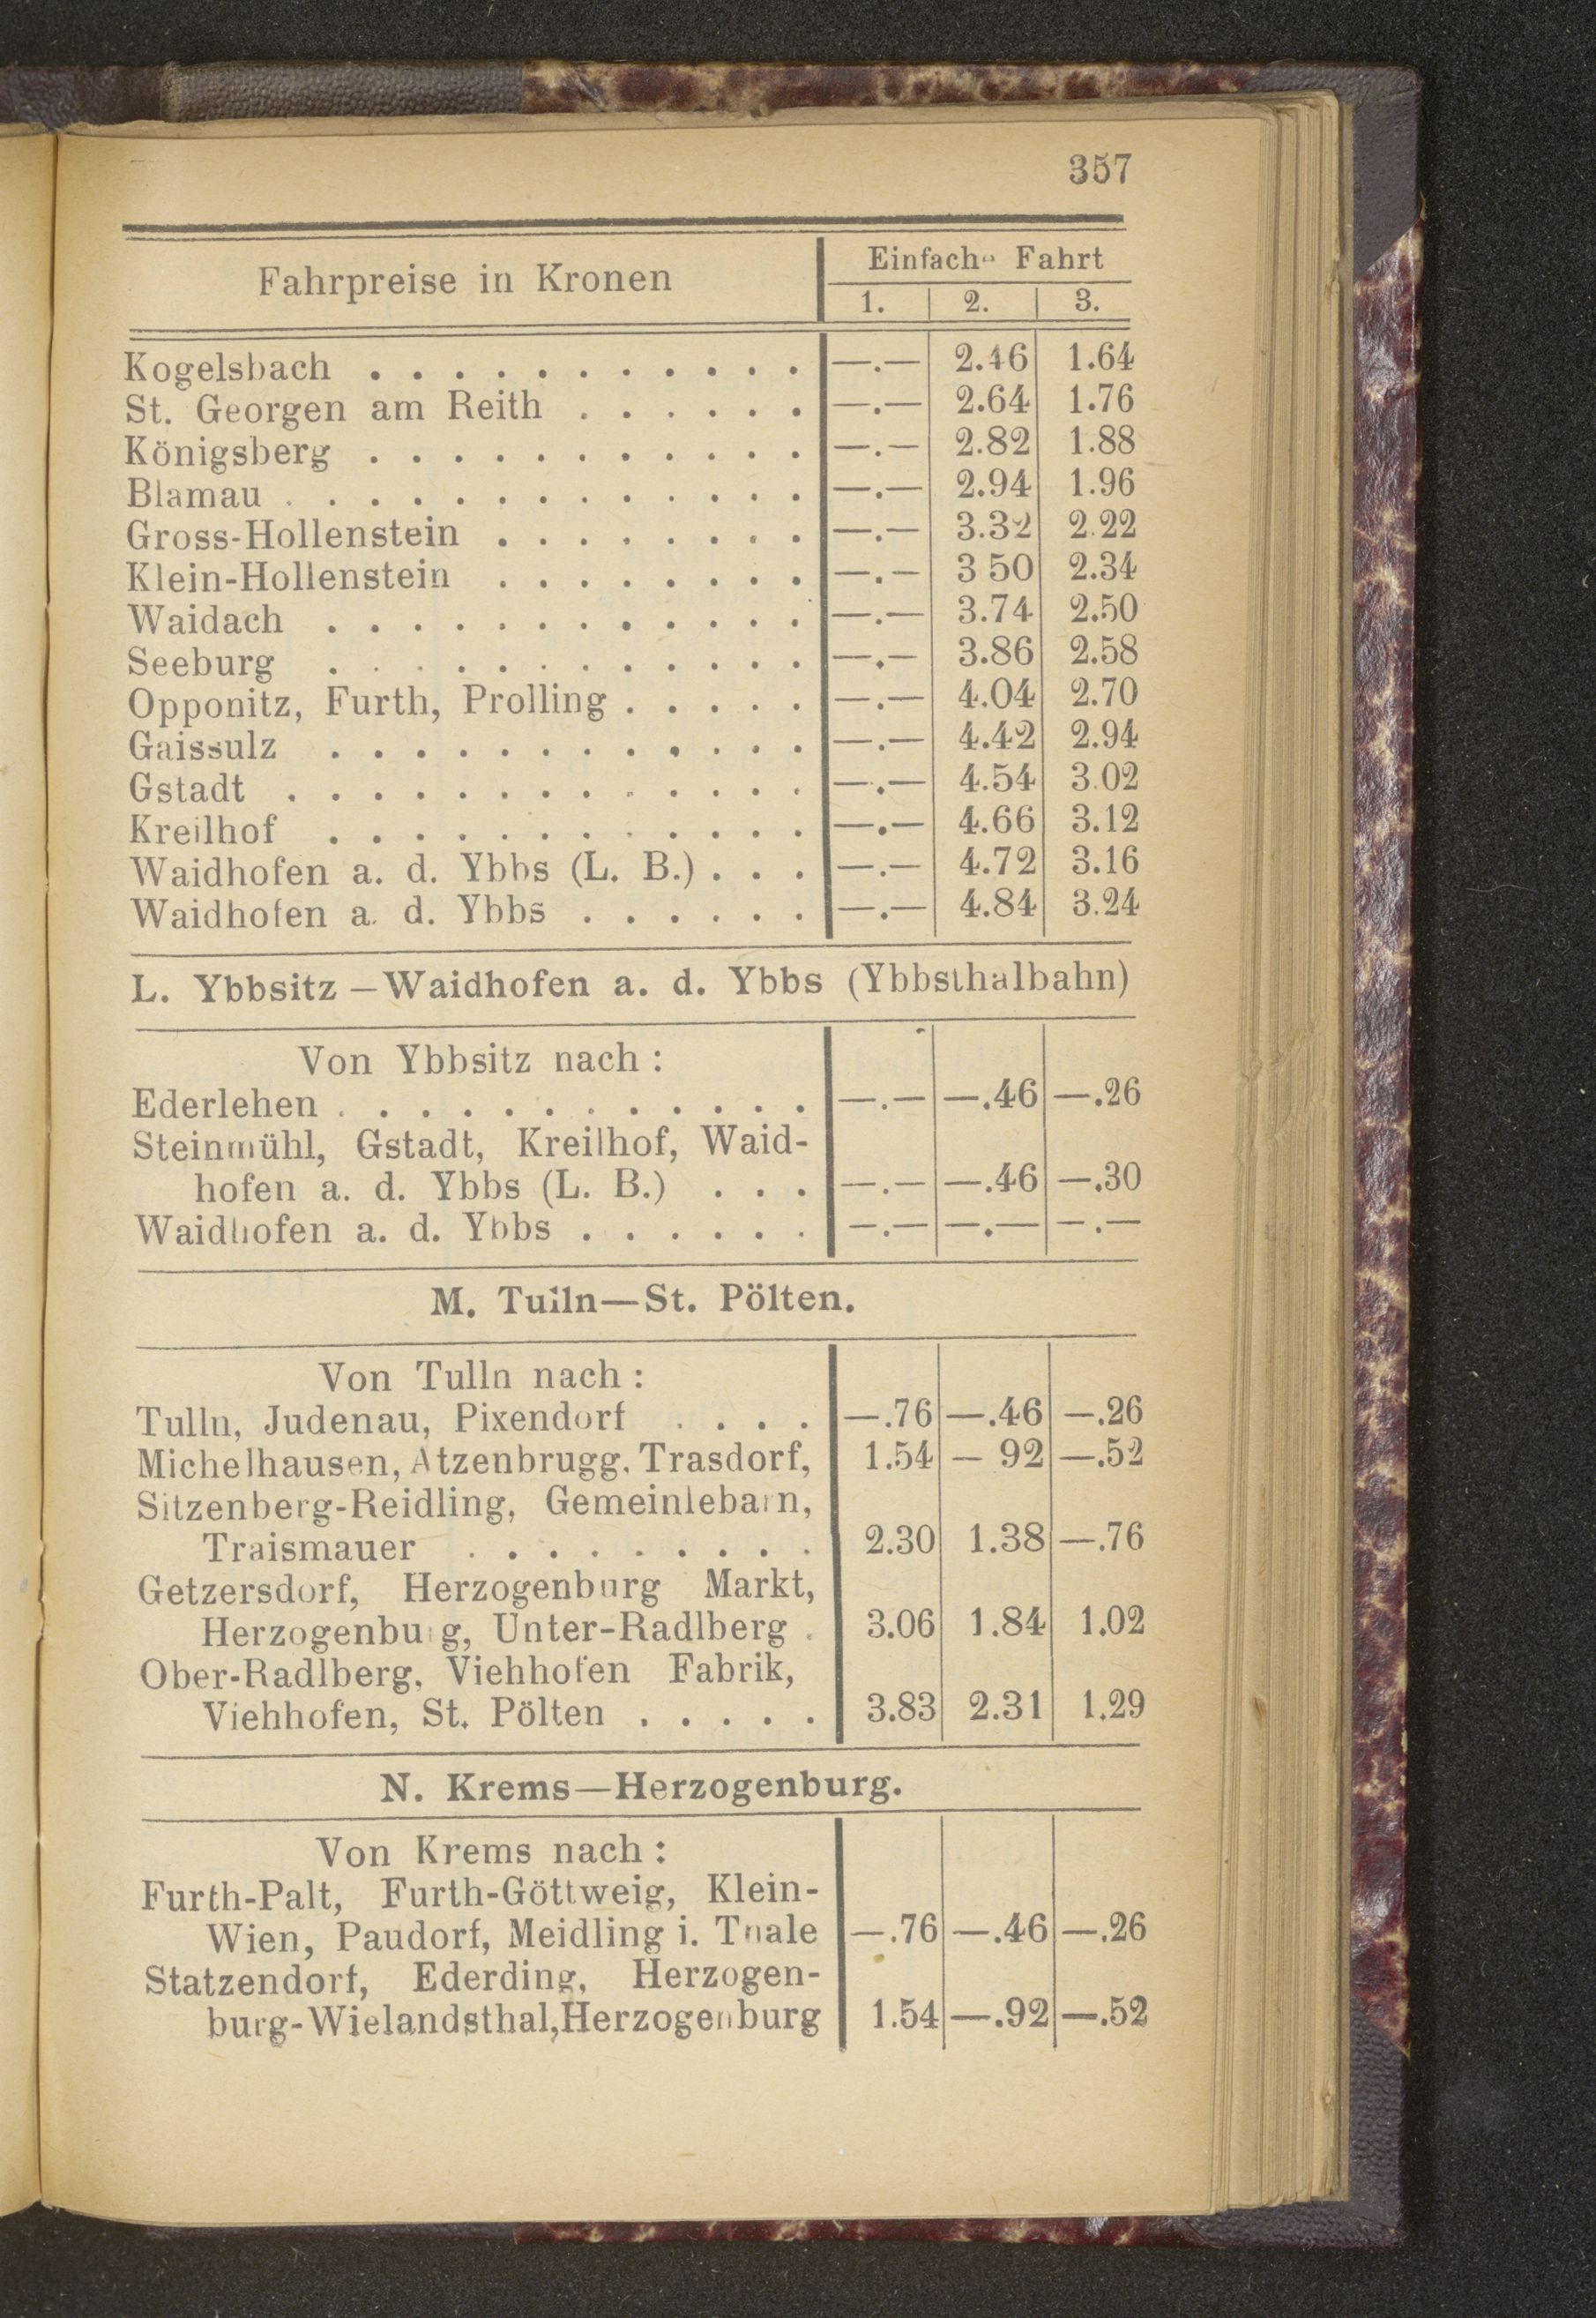 357
Fahrpreise in Kronen | Einfache Fahrt
1. | 2. | 3.
Kogelsbach . . . . . . . . . . . —.— 2.46 1.64
St. Georgen am Reith . . . . . . —.— 2.64 1.76
Königsberg . . . . . . . . . . . —.— 2.82 1.88
Blamau . . . . . . . . . . . . . —.— 2.94 1.96
Gross-Hollenstein . . . . . . . . —.— 3.32 2.22
Klein-Hollenstein . . . . . . . . —.— 3 50 2.34
Waidach . . . . . . . . . . . . —.— 3.74 2.50
Seeburg . . . . . . . . . . . . —.— 3.86 2.58
Opponitz, Furth, Prolling . . . . . —.— 4.04 2.70
Gaissulz . . . . . . . . . . . . —.— 4.42 2.94
Gstadt . . . . . . . . . . . . . —.— 4.54 3.02
Kreilhof . . . . . . . . . . . . —.— 4.66 3.12
Waidhofen a. d. Ybbs (L. B.) . . . —.— 4.72 3.16
Waidhofen a. d. Ybbs . . . . . . —.— 4.84 3.24
L. Ybbsitz—Waidhofen a. d. Ybbs (Ybbsthalbahn)
Von Ybbsitz nach:
Ederlehen . . . . . . . . . . . . —.— —.46 —.26
Steinmühl, Gstadt, Kreilhof, Waid-
hofen a. d. Ybbs (L. B.) . . . —.— —.46 —.30
Waidhofen a. d. Ybbs . . . . . . —.— —.— —.—
M. Tulln—St. Pölten.
Von Tulln nach:
Tulln, Judenau, Pixendorf . . . . —.76 —.46 —.26
Michelhausen, Atzenbrugg, Trasdorf, 1.54 — 92 —.52
Sitzenberg-Reidling, Gemeinlebarn,
Traismauer . . . . . . . . . 2.30 1.38 —.76
Getzersdorf, Herzogenburg Markt,
Herzogenburg, Unter-Radlberg . 3.06 1.84 1.02
Ober-Radlberg, Viehhofen Fabrik,
Viehhofen, St. Pölten . . . . . 3.83 2.31 1.29
N. Krems—Herzogenburg.
Von Krems nach:
Furth-Palt, Furth-Göttweig, Klein-
Wien, Paudorf, Meidling i. Thale —.76 —.46 —.26
Statzendorf, Ederding, Herzogen-
burg-Wielandsthal, Herzogenburg 1.54 —.92 —.52